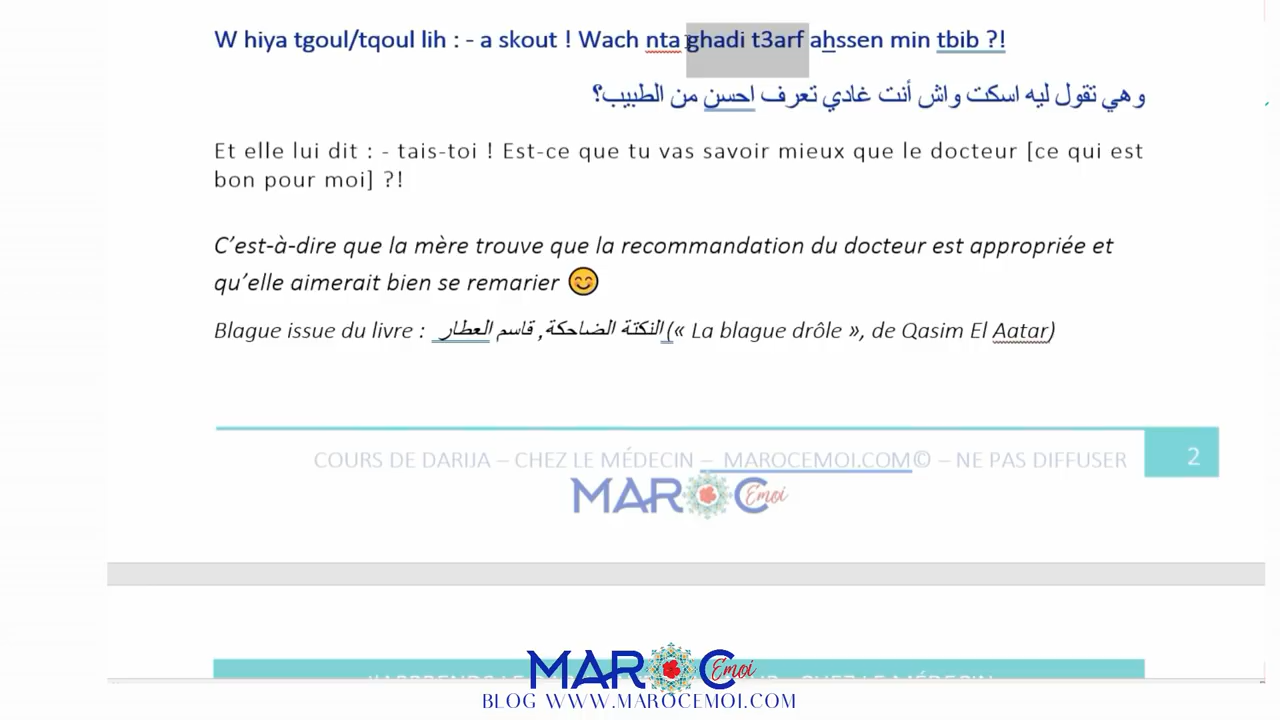 W hiya tgoul/tqoul lih : - a skout ! Wach nta ghadi t3arf ahssen min tbib ?!
وهي تقول ليه اسكت واش أنت غادي تعرف احسن من الطبيب؟
Et elle lui dit : - tais-toi ! Est-ce que tu vas savoir mieux que le docteur [ce qui est
bon pour moi] ?!
C’est-à-dire que la mère trouve que la recommandation du docteur est appropriée et
qu’elle aimerait bien se remarier 😊
Blague issue du livre : النكتة الضاحكة, قاسم العطار (« La blague drôle », de Qasim El Aatar)
COURS DE DARIJA – CHEZ LE MÉDECIN – MAROCEMOI.COM© – NE PAS DIFFUSER
2
MAROC Emoi
MAROC Emoi
BLOG WWW.MAROCEMOI.COM